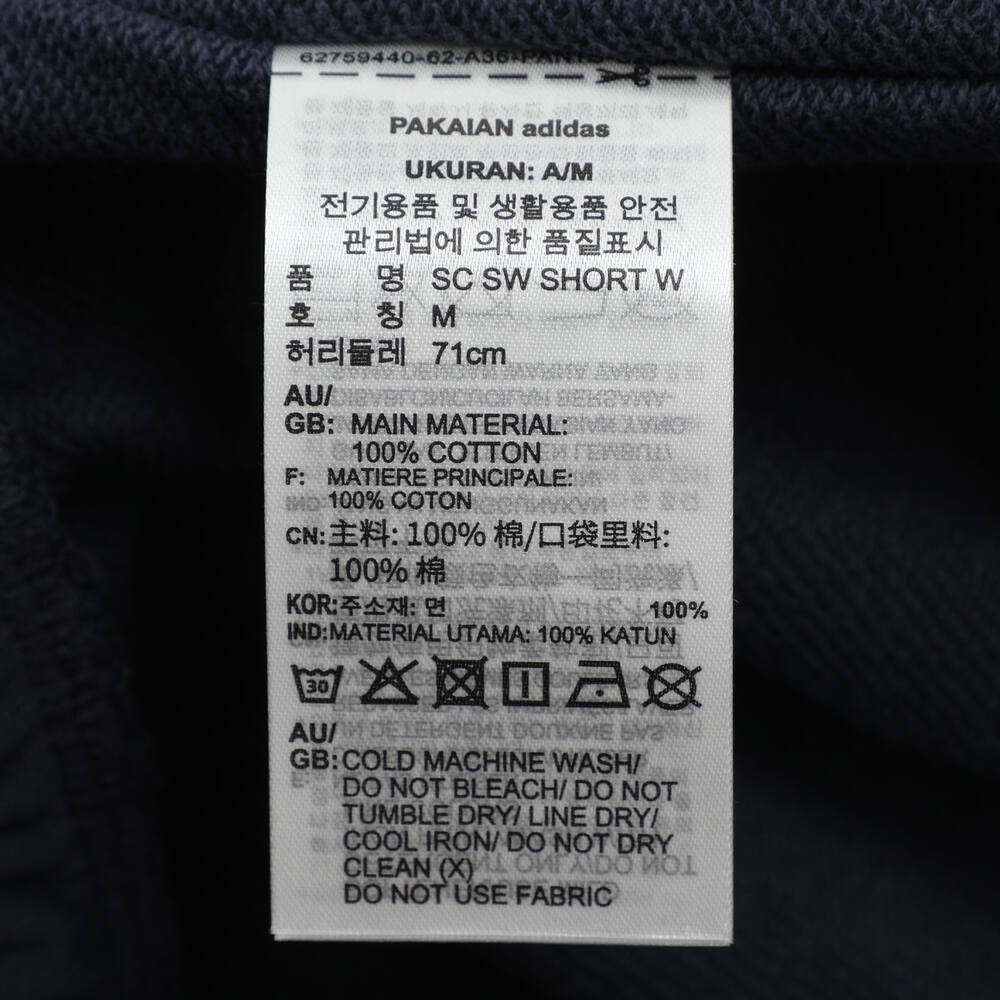 62759440-62-A36-PANTS
PAKAIAN adidas
UKURAN: A/M
전기용품 및 생활용품 안전
관리법에 의한 품질표시
품 명 SC SW SHORT W
호 칭 M
허리둘레 71cm
AU/
GB: MAIN MATERIAL:
100% COTTON
F: MATIERE PRINCIPALE:
100% COTON
CN: 主料: 100% 棉/口袋里料:
100% 棉
KOR: 주소재: 면 100%
IND: MATERIAL UTAMA: 100% KATUN
30
AU/
GB: COLD MACHINE WASH/
DO NOT BLEACH/ DO NOT
TUMBLE DRY/ LINE DRY/
COOL IRON/ DO NOT DRY
CLEAN (X)
DO NOT USE FABRIC